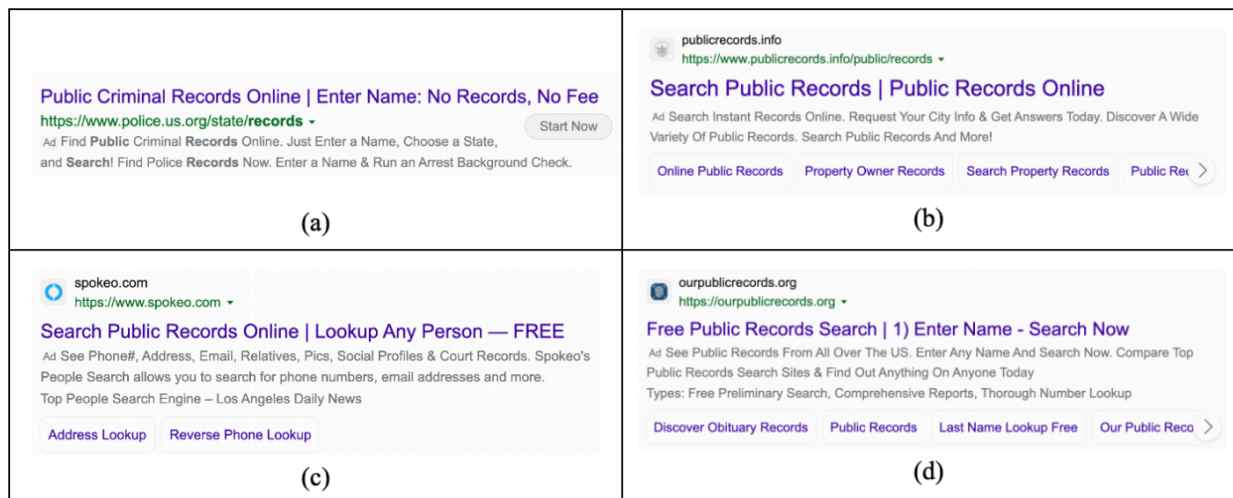 Public Criminal Records Online | Enter Name: No Records, No Fee
https://www.police.us.org/state/records
Start Now
Ad Find Public Criminal Records Online. Just Enter a Name, Choose a State,
and Search! Find Police Records Now. Enter a Name & Run an Arrest Background Check.
(a)
publicrecords.info
https://www.publicrecords.info/public/records
Search Public Records | Public Records Online
Ad Search Instant Records Online. Request Your City Info & Get Answers Today. Discover A Wide
Variety Of Public Records. Search Public Records And More!
Online Public Records Property Owner Records Search Property Records Public Rec
(b)
spokeo.com
https://www.spokeo.com
Search Public Records Online | Lookup Any Person — FREE
Ad See Phone#, Address, Email, Relatives, Pics, Social Profiles & Court Records. Spokeo's
People Search allows you to search for phone numbers, email addresses and more.
Top People Search Engine – Los Angeles Daily News
Address Lookup Reverse Phone Lookup
(c)
ourpublicrecords.org
https://ourpublicrecords.org
Free Public Records Search | 1) Enter Name - Search Now
Ad See Public Records From All Over The US. Enter Any Name And Search Now. Compare Top
Public Records Search Sites & Find Out Anything On Anyone Today
Types: Free Preliminary Search, Comprehensive Reports, Thorough Number Lookup
Discover Obituary Records Public Records Last Name Lookup Free Our Public Reco
(d)